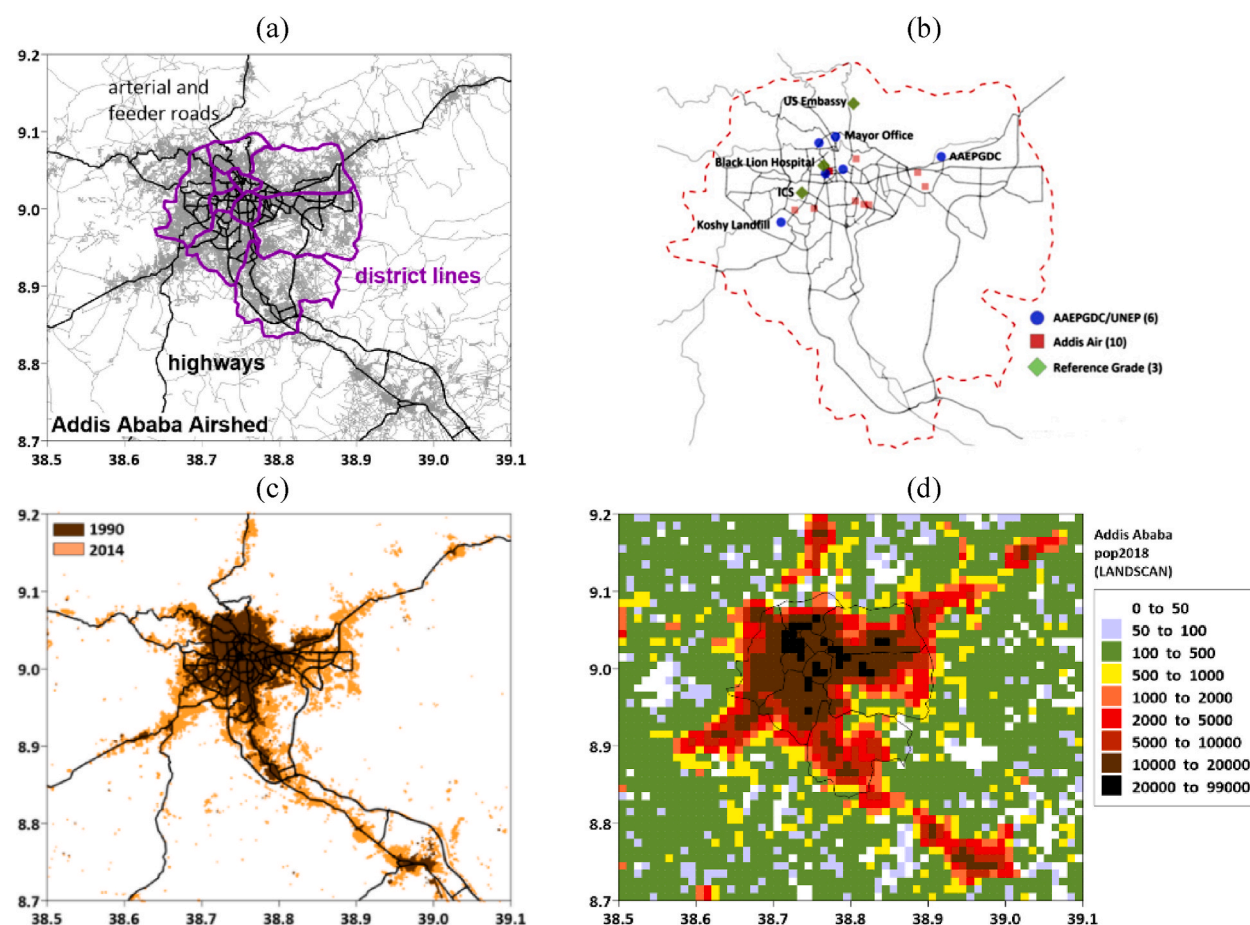 (a)
(b)
9.2
9.1
9.0
8.9
8.8
8.7
38.5 38.6 38.7 38.8 38.9 39.0 39.1
arterial and
feeder roads
district lines
highways
Addis Ababa Airshed
US Embassy
Mayor Office
Black Lion Hospital
AAEPGDC
ICS
Koshy Landfill
AAEPGDC/UNEP (6)
Addis Air (10)
Reference Grade (3)
(c)
(d)
9.2
9.1
9.0
8.9
8.8
8.7
38.5 38.6 38.7 38.8 38.9 39.0 39.1
1990
2014
9.2
9.1
9.0
8.9
8.8
8.7
38.5 38.6 38.7 38.8 38.9 39.0 39.1
Addis Ababa
pop2018
(LANDSCAN)
0 to 50
50 to 100
100 to 500
500 to 1000
1000 to 2000
2000 to 5000
5000 to 10000
10000 to 20000
20000 to 99000